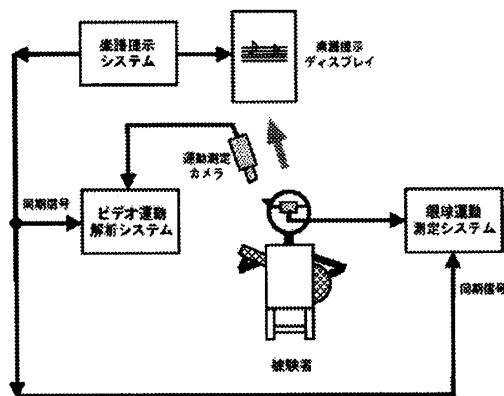 楽譜提示
システム
楽譜提示
ディスプレイ
運動測定
カメラ
同期信号
ビデオ運動
解析システム
眼球運動
測定システム
同期信号
被験者